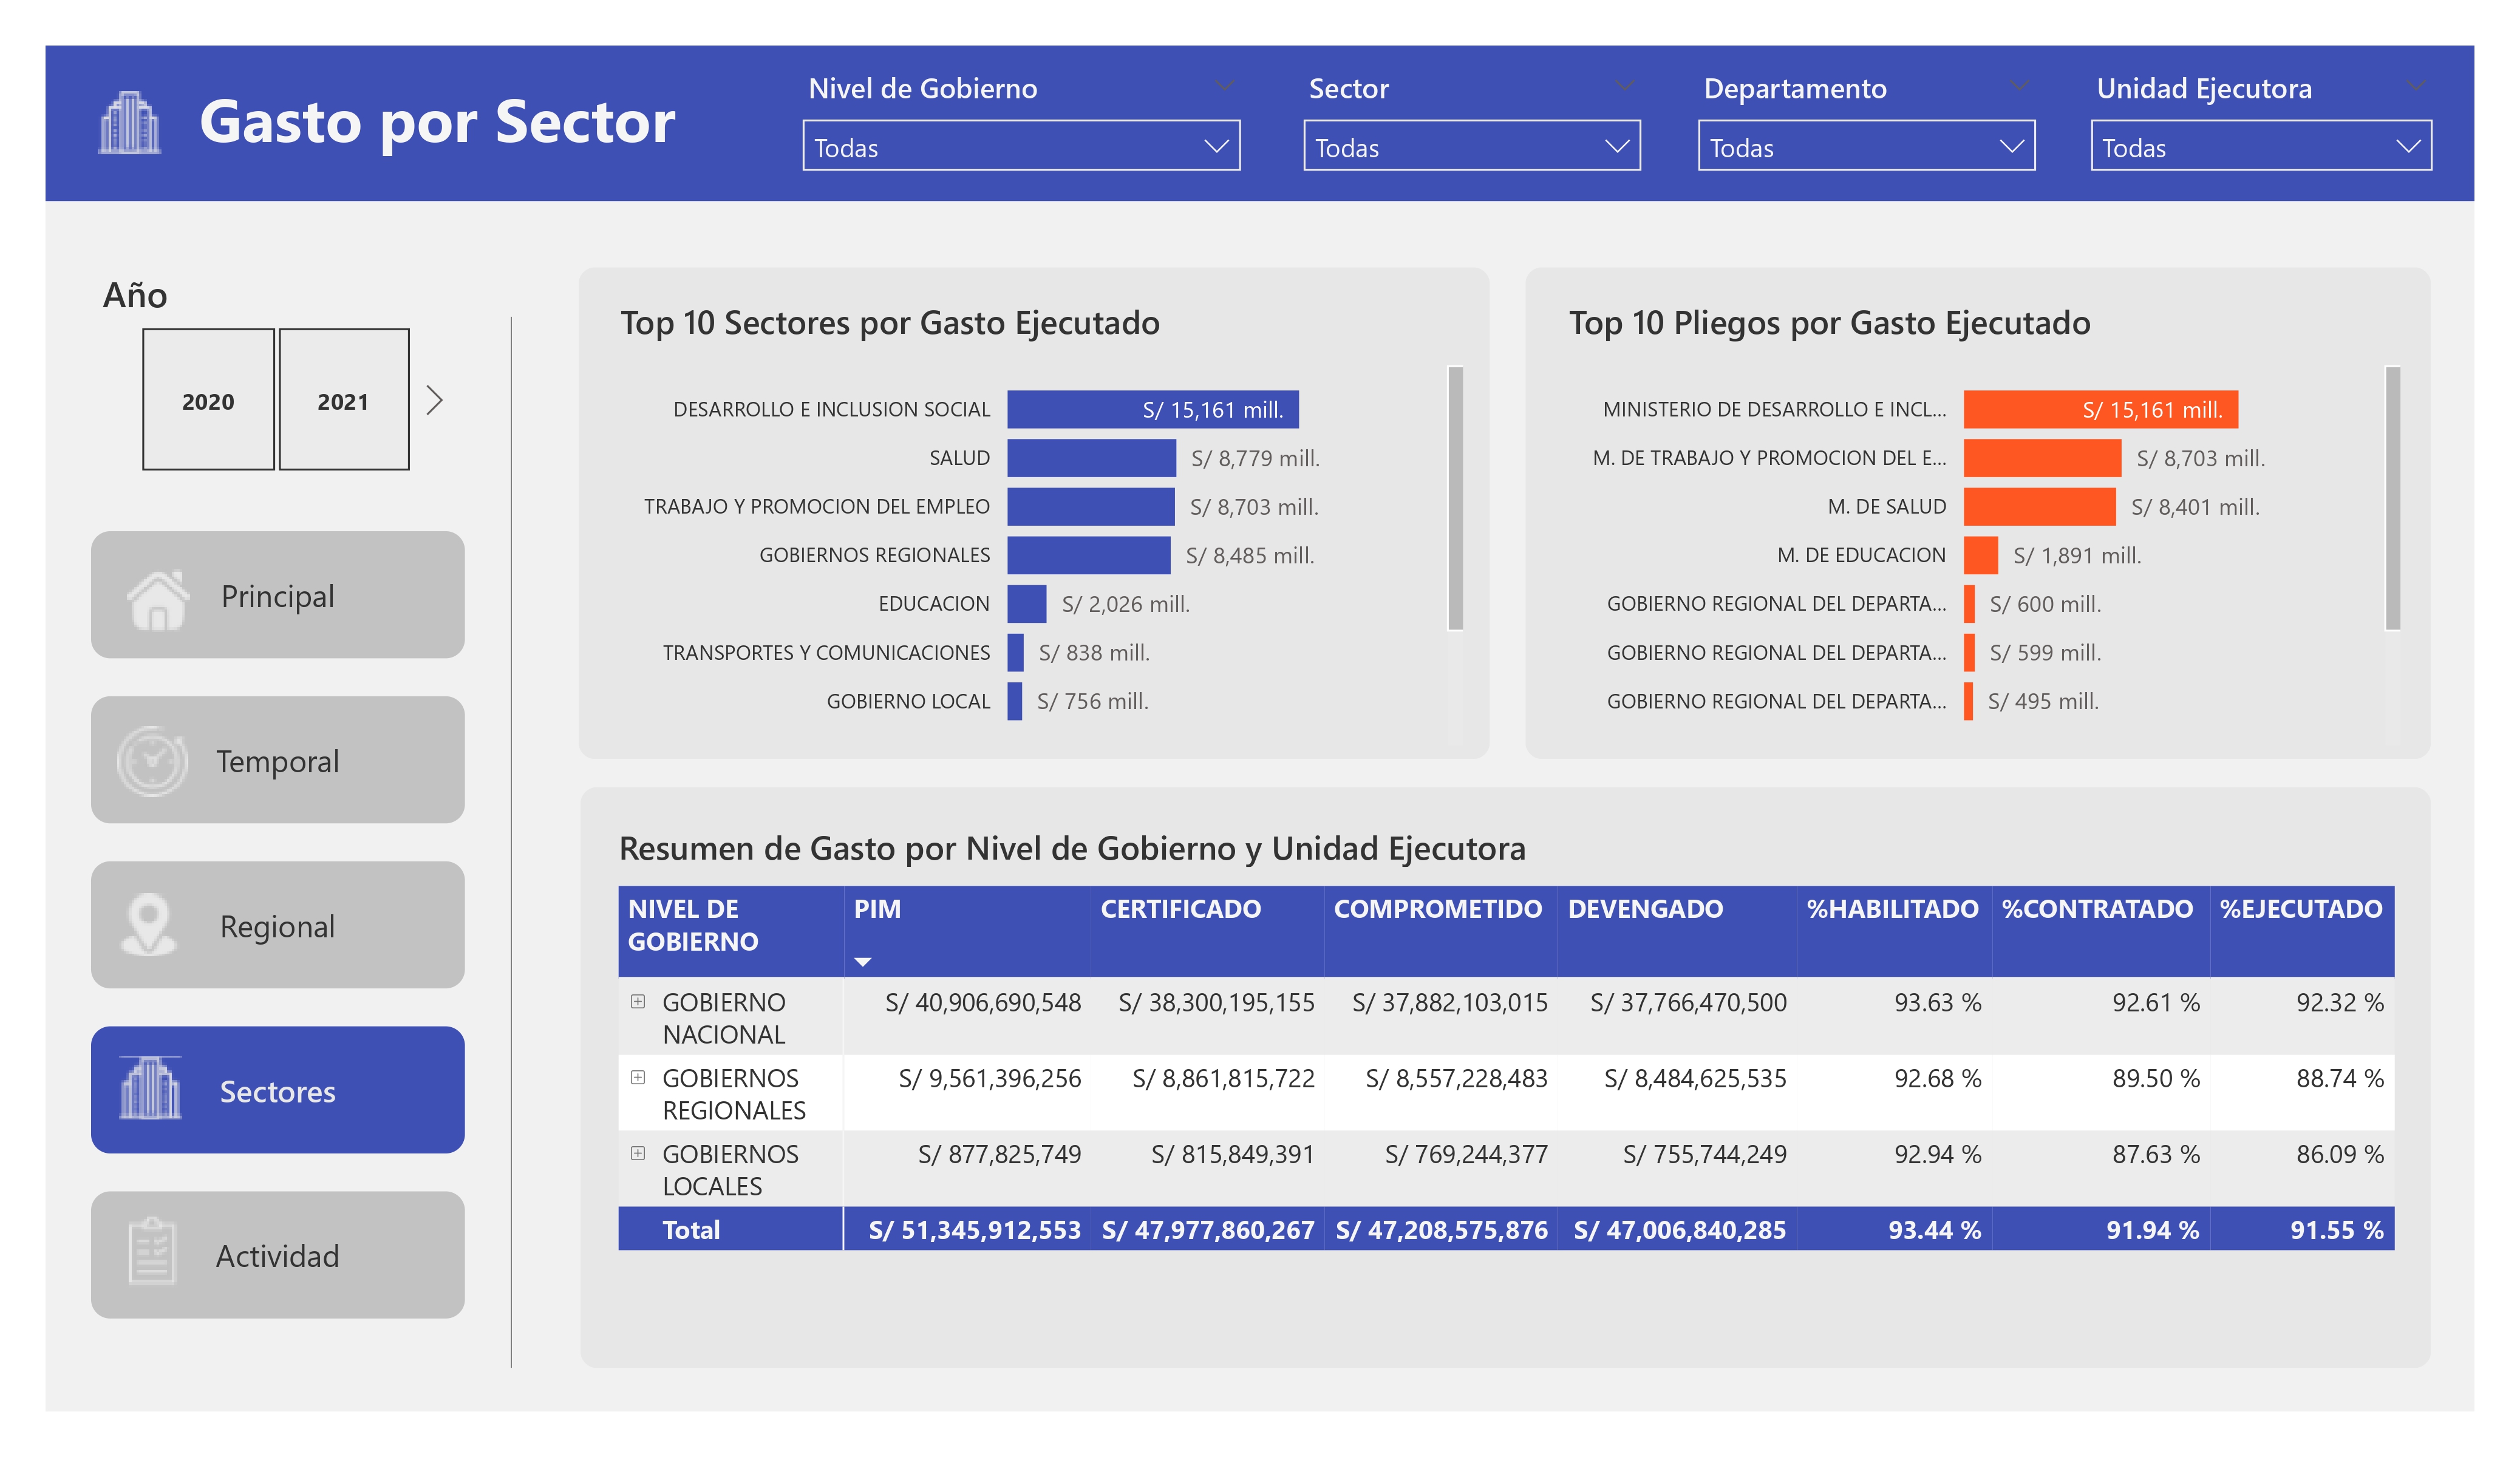 Gasto por Sector
Nivel de Gobierno
Todas
Sector
Todas
Departamento
Todas
Unidad Ejecutora
Todas
Año
2020
2021
Principal
Temporal
Regional
Sectores
Actividad
Top 10 Sectores por Gasto Ejecutado
DESARROLLO E INCLUSION SOCIAL S/ 15,161 mill.
SALUD S/ 8,779 mill.
TRABAJO Y PROMOCION DEL EMPLEO S/ 8,703 mill.
GOBIERNOS REGIONALES S/ 8,485 mill.
EDUCACION S/ 2,026 mill.
TRANSPORTES Y COMUNICACIONES S/ 838 mill.
GOBIERNO LOCAL S/ 756 mill.
Top 10 Pliegos por Gasto Ejecutado
MINISTERIO DE DESARROLLO E INCL... S/ 15,161 mill.
M. DE TRABAJO Y PROMOCION DEL E... S/ 8,703 mill.
M. DE SALUD S/ 8,401 mill.
M. DE EDUCACION S/ 1,891 mill.
GOBIERNO REGIONAL DEL DEPARTA... S/ 600 mill.
GOBIERNO REGIONAL DEL DEPARTA... S/ 599 mill.
GOBIERNO REGIONAL DEL DEPARTA... S/ 495 mill.
Resumen de Gasto por Nivel de Gobierno y Unidad Ejecutora
NIVEL DE GOBIERNO PIM CERTIFICADO COMPROMETIDO DEVENGADO %HABILITADO %CONTRATADO %EJECUTADO
GOBIERNO NACIONAL S/ 40,906,690,548 S/ 38,300,195,155 S/ 37,882,103,015 S/ 37,766,470,500 93.63 % 92.61 % 92.32 %
GOBIERNOS REGIONALES S/ 9,561,396,256 S/ 8,861,815,722 S/ 8,557,228,483 S/ 8,484,625,535 92.68 % 89.50 % 88.74 %
GOBIERNOS LOCALES S/ 877,825,749 S/ 815,849,391 S/ 769,244,377 S/ 755,744,249 92.94 % 87.63 % 86.09 %
Total S/ 51,345,912,553 S/ 47,977,860,267 S/ 47,208,575,876 S/ 47,006,840,285 93.44 % 91.94 % 91.55 %